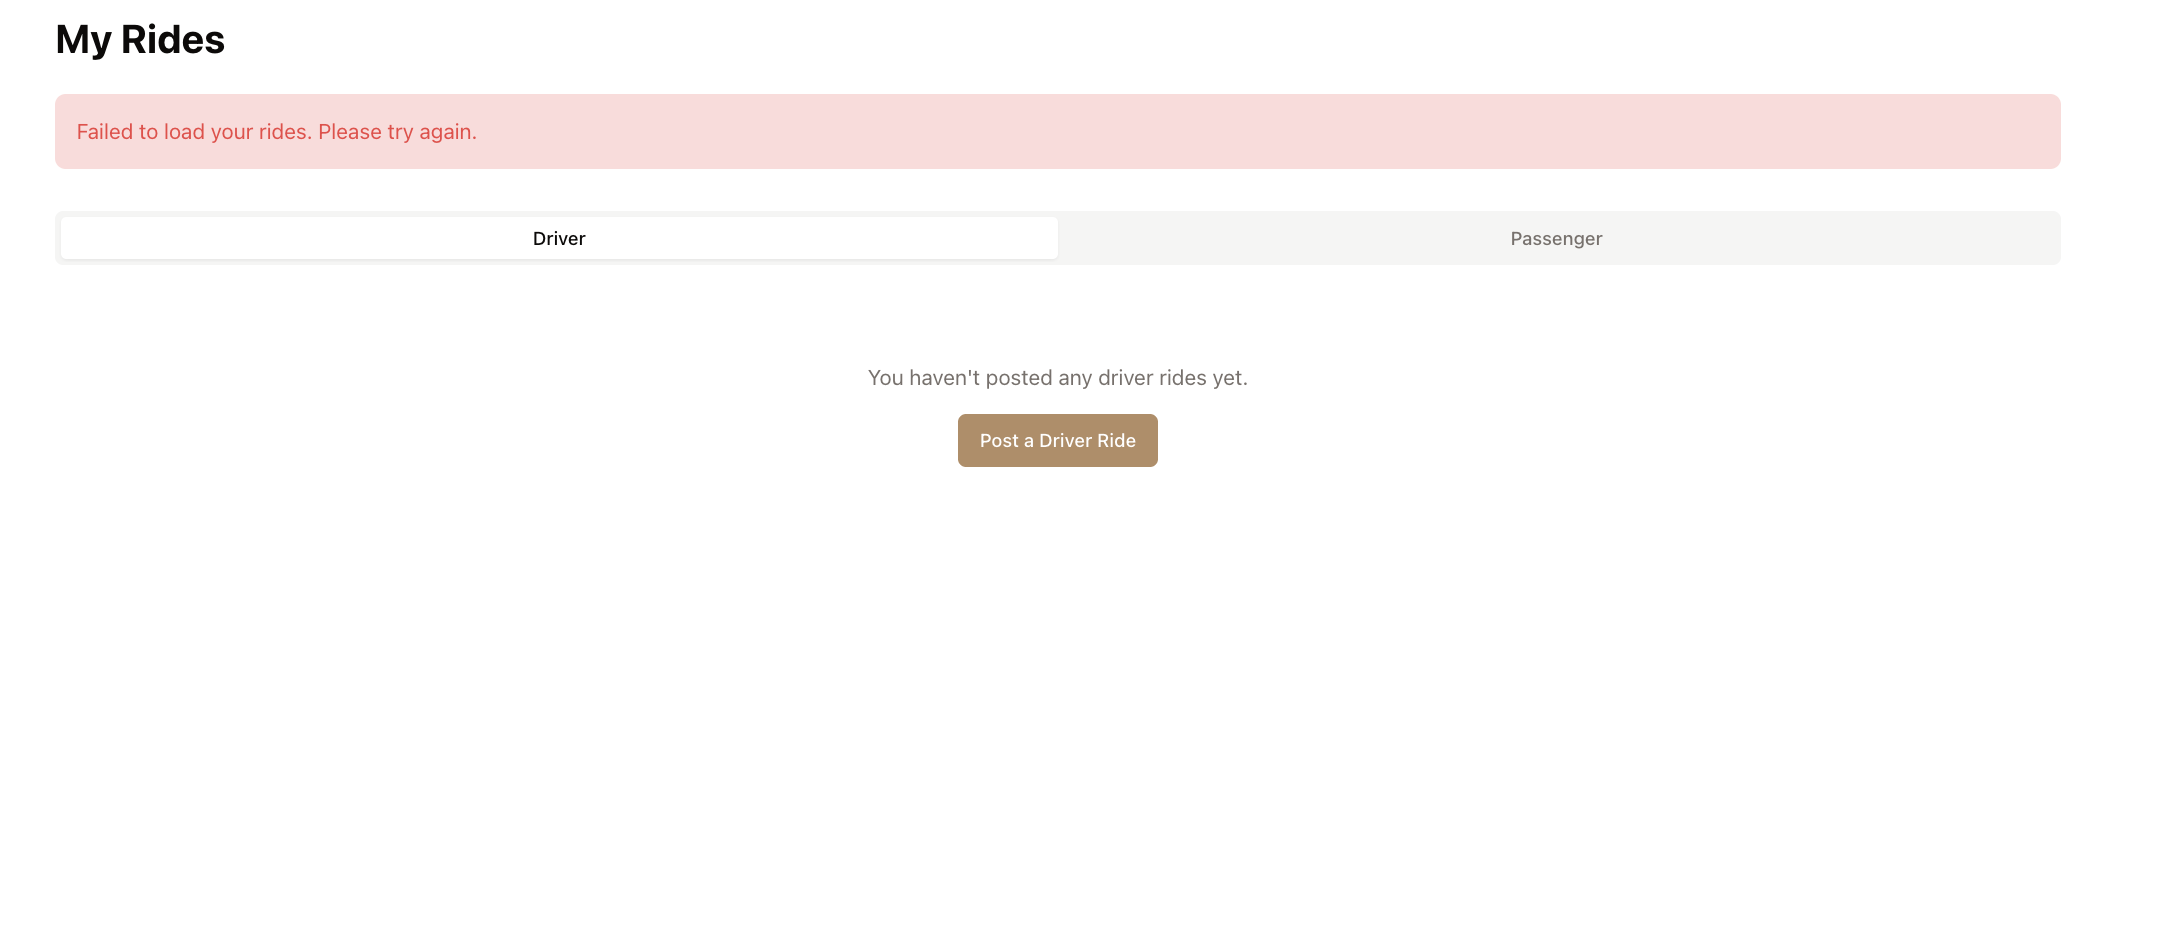 My Rides
Failed to load your rides. Please try again.
Driver
Passenger
You haven't posted any driver rides yet.
Post a Driver Ride